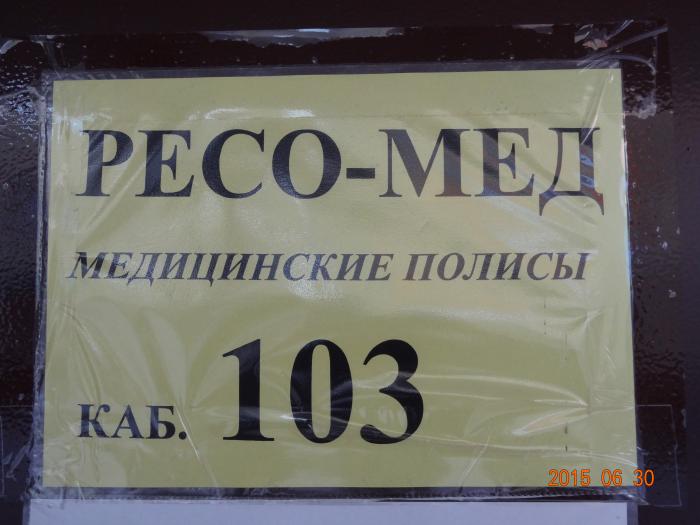 РЕСО-МЕД
МЕДИЦИНСКИЕ ПОЛИСЫ
КАБ. 103
2015 06 30